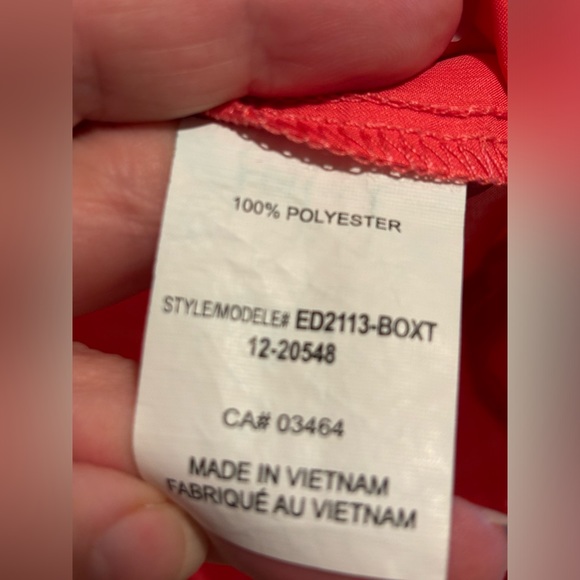 100% POLYESTER
STYLE/MODELE# ED2113-BOXT
12-20548
CA# 03464
MADE IN VIETNAM
FABRIQUÉ AU VIETNAM